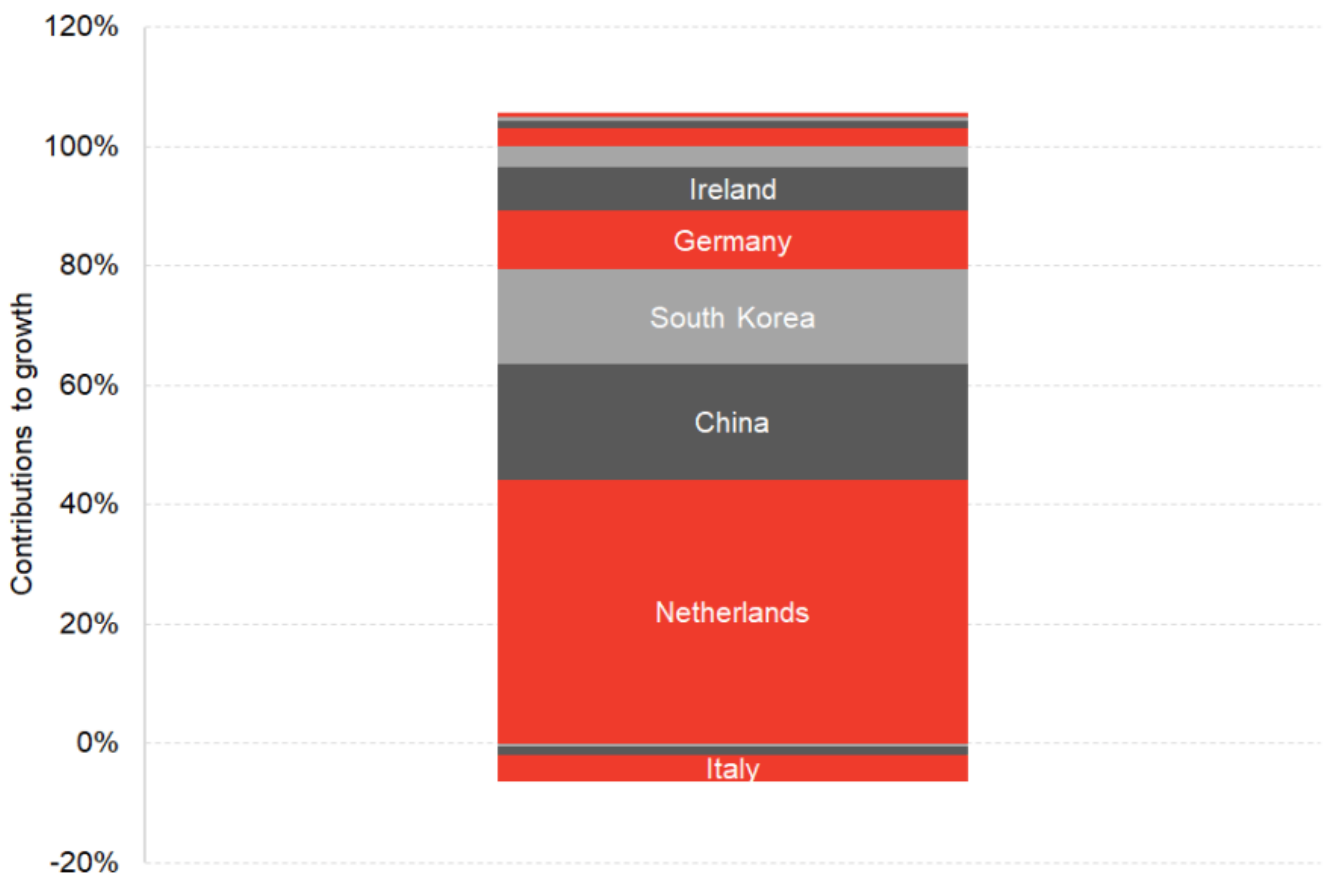 120%
100%
80%
60%
40%
20%
0%
-20%
Contributions to growth
Ireland
Germany
South Korea
China
Netherlands
Italy